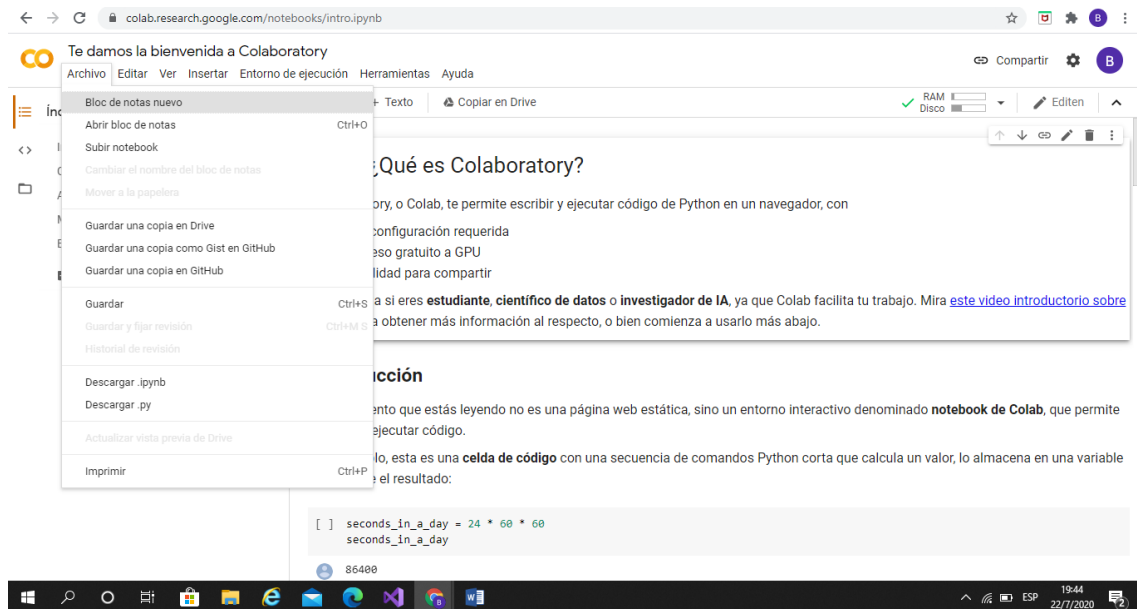 colab.research.google.com/notebooks/intro.ipynb
B
CO
Te damos la bienvenida a Colaboratory
Archivo Editar Ver Insertar Entorno de ejecución Herramientas Ayuda
Compartir
B
Bloc de notas nuevo
Abrir bloc de notas Ctrl+O
Subir notebook
Cambiar el nombre del bloc de notas
Mover a la papelera
Guardar una copia en Drive
Guardar una copia como Gist en GitHub
Guardar una copia en GitHub
Guardar Ctrl+S
Guardar y fijar revisión Ctrl+M S
Historial de revisión
Descargar .ipynb
Descargar .py
Actualizar vista previa de Drive
Imprimir Ctrl+P
+ Texto Copiar en Drive
RAM
Disco
Editen
¿Qué es Colaboratory?
ory, o Colab, te permite escribir y ejecutar código de Python en un navegador, con
configuración requerida
eso gratuito a GPU
lidad para compartir
a si eres estudiante, científico de datos o investigador de IA, ya que Colab facilita tu trabajo. Mira este video introductorio sobre
a obtener más información al respecto, o bien comienza a usarlo más abajo.
cción
ento que estás leyendo no es una página web estática, sino un entorno interactivo denominado notebook de Colab, que permite
ejecutar código.
lo, esta es una celda de código con una secuencia de comandos Python corta que calcula un valor, lo almacena en una variable
e el resultado:
[ ] seconds_in_a_day = 24 * 60 * 60
seconds_in_a_day
86400
ESP
19:44
22/7/2020
2